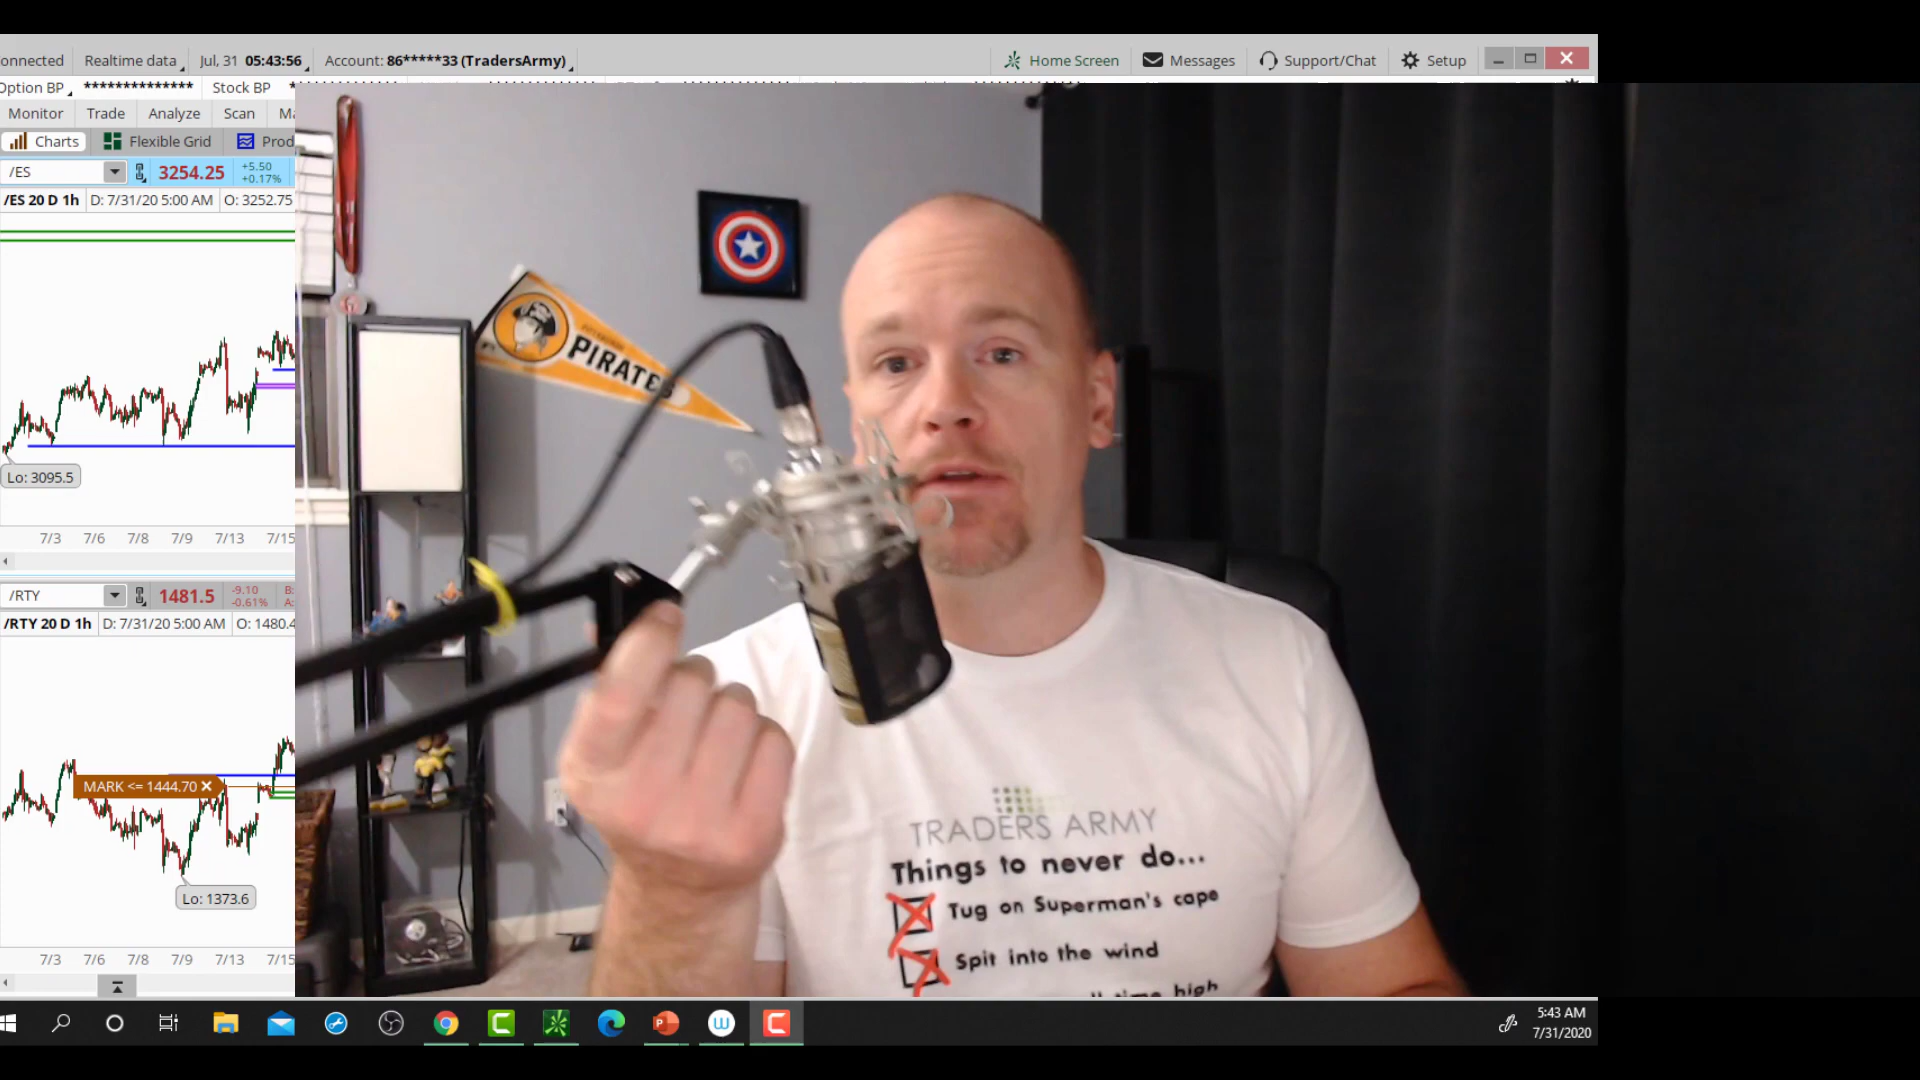 onnected Realtime data Jul, 31 05:43:56 Account: 86*****33 (TradersArmy) Home Screen Messages Support/Chat Setup
Option BP ************** Stock BP
Monitor Trade Analyze Scan
Charts Flexible Grid Prod
/ES 3254.25 +5.50 +0.17%
/ES 20 D 1h D: 7/31/20 5:00 AM O: 3252.75
Lo: 3095.5
7/3 7/6 7/8 7/9 7/13 7/15
/RTY 1481.5 -9.10 -0.61% B: A:
/RTY 20 D 1h D: 7/31/20 5:00 AM O: 1480.4
MARK <= 1444.70
Lo: 1373.6
7/3 7/6 7/8 7/9 7/13 7/15
PITTSBURGH
PIRATES
TRADERS ARMY
Things to never do...
Tug on Superman's cape
Spit into the wind
time high
5:43 AM
7/31/2020